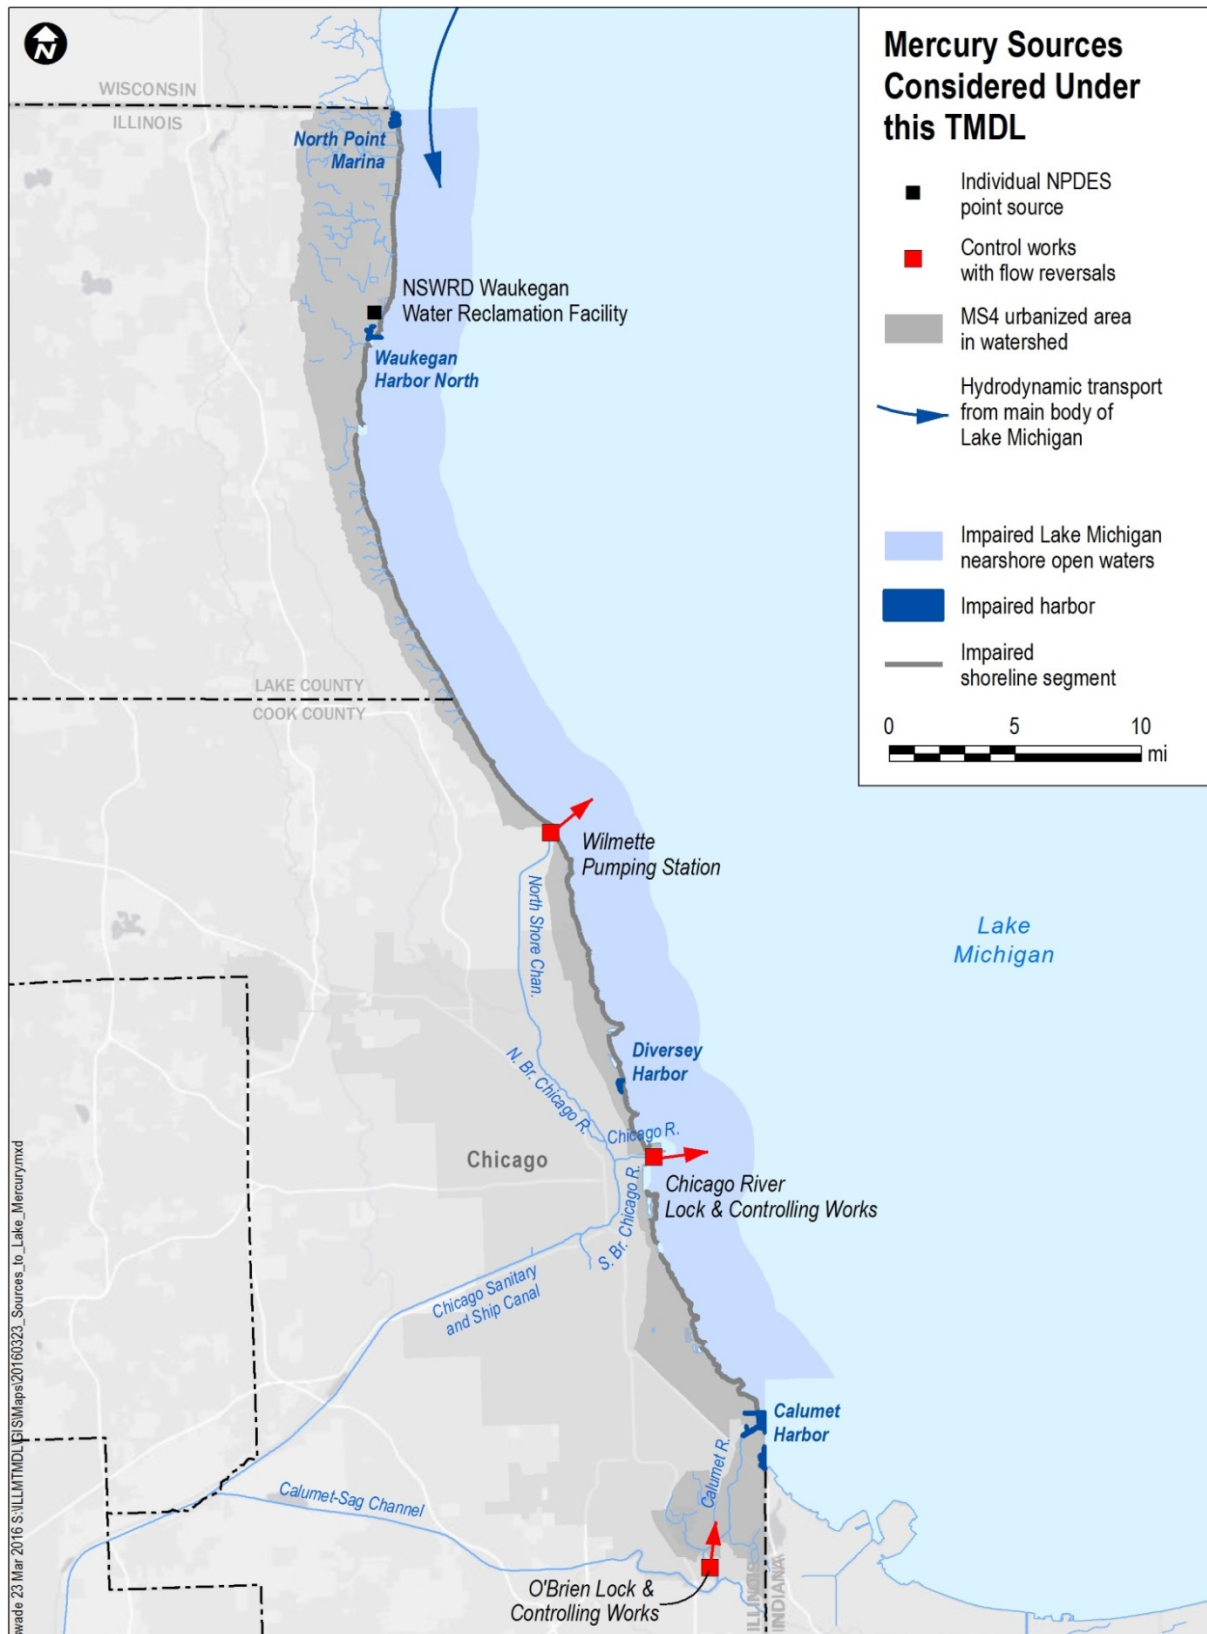 N
WISCONSIN
ILLINOIS
North Point
Marina
NSWRD Waukegan
Water Reclamation Facility
Waukegan
Harbor North
LAKE COUNTY
COOK COUNTY
Wilmette
Pumping Station
North Shore Chan.
Lake
Michigan
Diversey
Harbor
N. Br. Chicago R.
Chicago R.
Chicago
Chicago River
Lock & Controlling Works
S. Br. Chicago R.
Chicago Sanitary
and Ship Canal
Calumet
Harbor
Calumet R.
Calumet-Sag Channel
O'Brien Lock &
Controlling Works
ILLINOIS
INDIANA
Mercury Sources
Considered Under
this TMDL
Individual NPDES
point source
Control works
with flow reversals
MS4 urbanized area
in watershed
Hydrodynamic transport
from main body of
Lake Michigan
Impaired Lake Michigan
nearshore open waters
Impaired harbor
Impaired
shoreline segment
0 5 10
mi
swade 23 Mar 2016 S:\ILLMTMDL\GIS\Maps\20160323_Sources_to_Lake_Mercurymxd